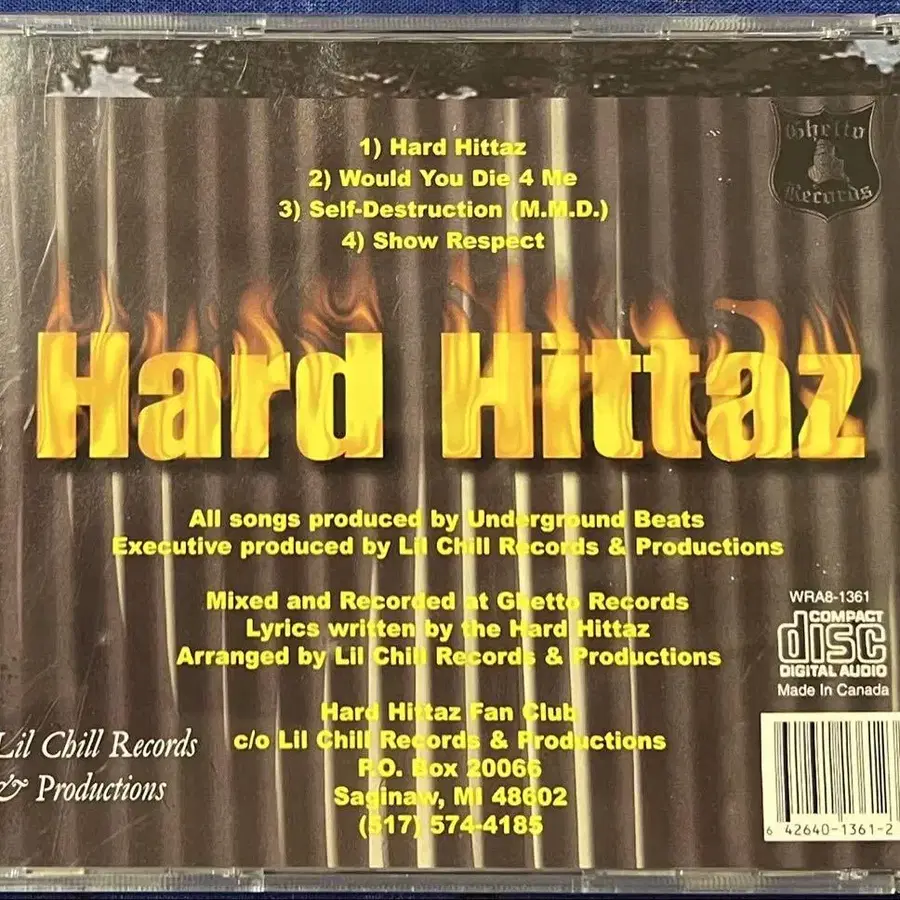 1) Hard Hittaz
2) Would You Die 4 Me
3) Self-Destruction (M.M.D.)
4) Show Respect
Ghetto
Records
Hard Hittaz
All songs produced by Underground Beats
Executive produced by Lil Chill Records & Productions
Mixed and Recorded at Ghetto Records
Lyrics written by the Hard Hittaz
Arranged by Lil Chill Records & Productions
Hard Hittaz Fan Club
c/o Lil Chill Records & Productions
P.O. Box 20066
Saginaw, MI 48602
(517) 574-4185
Lil Chill Records
& Productions
WRA8-1361
COMPACT
disc
DIGITAL AUDIO
Made In Canada
6 42640-1361-2